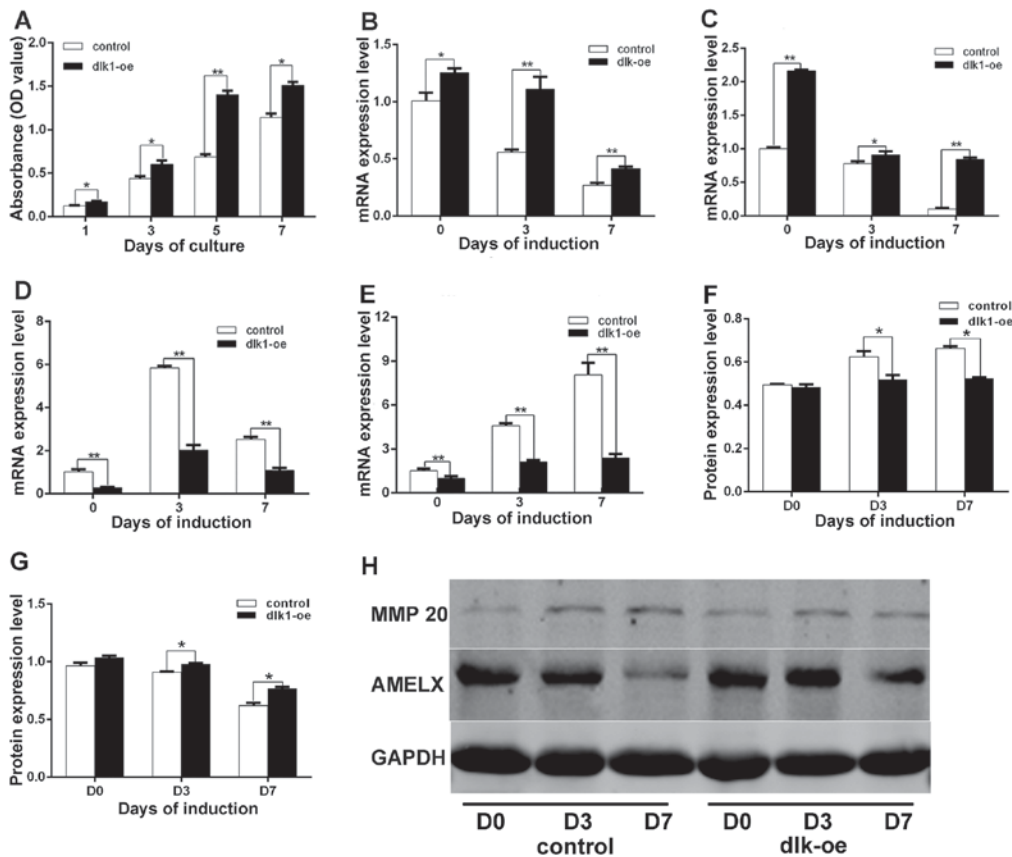 A
control
dlk1-oe
Absorbance (OD value)
2.0
1.5
1.0
0.5
0.0
*
*
**
*
1 3 5 7
Days of culture
B
control
dlk-oe
mRNA expression level
1.5
1.0
0.5
0.0
*
**
**
0 3 7
Days of induction
C
control
dlk1-oe
mRNA expression level
2.5
2.0
1.5
1.0
0.5
0.0
**
*
**
0 3 7
Days of induction
D
control
dlk1-oe
mRNA expression level
8
6
4
2
0
**
**
**
0 3 7
Days of induction
E
control
dlk1-oe
mRNA expression level
12
9
6
3
0
**
**
**
0 3 7
Days of induction
F
control
dlk1-oe
Protein expression level
0.8
0.6
0.4
0.2
0.0
*
*
D0 D3 D7
Days of induction
G
control
dlk1-oe
Protein expression level
1.5
1.0
0.5
0.0
*
*
D0 D3 D7
Days of induction
H
MMP 20
AMELX
GAPDH
D0 D3 D7 D0 D3 D7
control dlk-oe